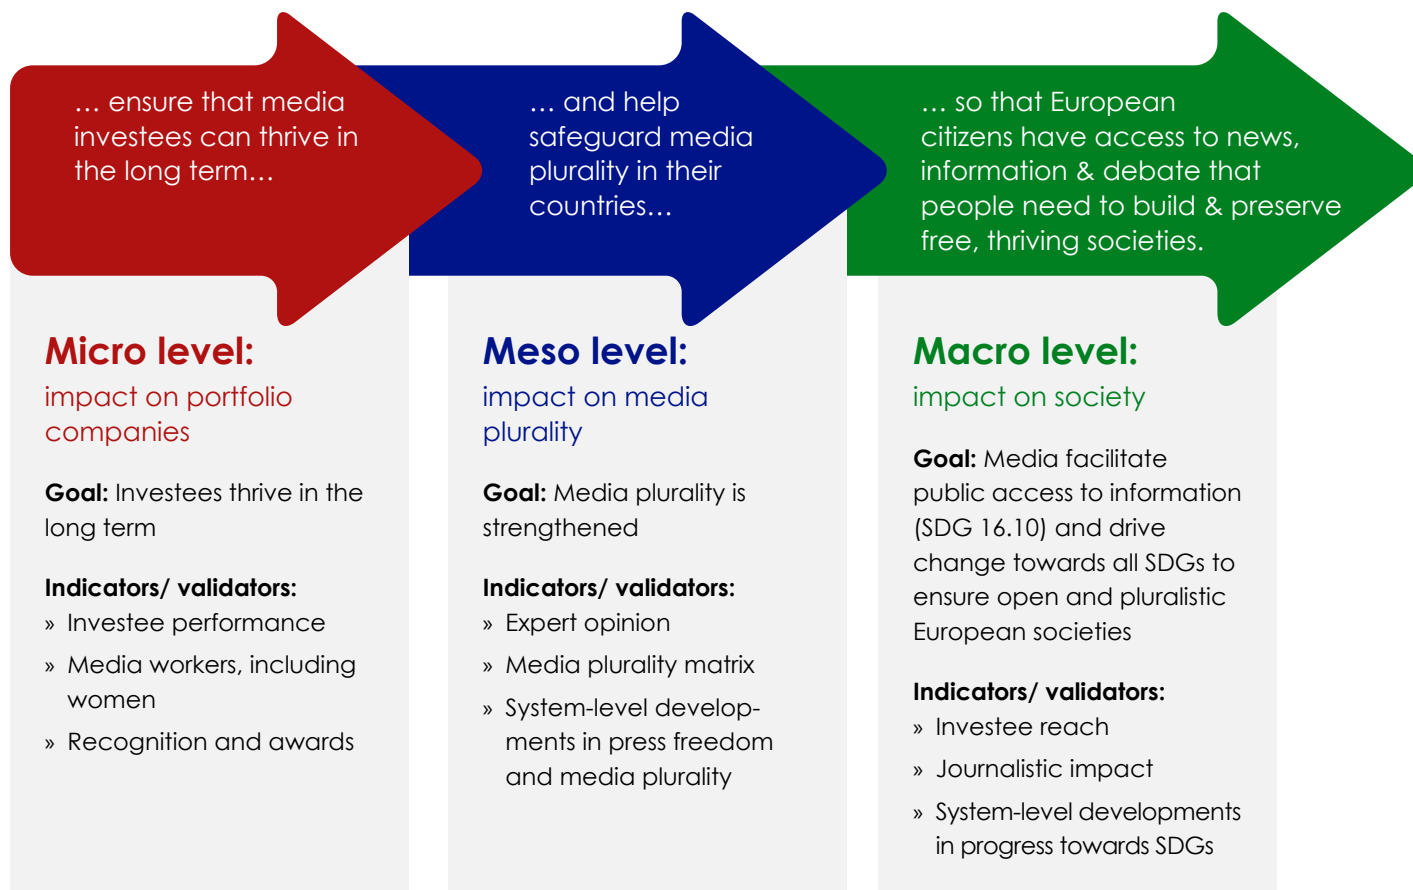 … ensure that media
investees can thrive in
the long term…
… and help
safeguard media
plurality in their
countries…
… so that European
citizens have access to news,
information & debate that
people need to build & preserve
free, thriving societies.
Micro level:
impact on portfolio
companies
Goal: Investees thrive in the
long term
Indicators/ validators:
» Investee performance
» Media workers, including
women
» Recognition and awards
Meso level:
impact on media
plurality
Goal: Media plurality is
strengthened
Indicators/ validators:
» Expert opinion
» Media plurality matrix
» System-level develop-
ments in press freedom
and media plurality
Macro level:
impact on society
Goal: Media facilitate
public access to information
(SDG 16.10) and drive
change towards all SDGs to
ensure open and pluralistic
European societies
Indicators/ validators:
» Investee reach
» Journalistic impact
» System-level developments
in progress towards SDGs